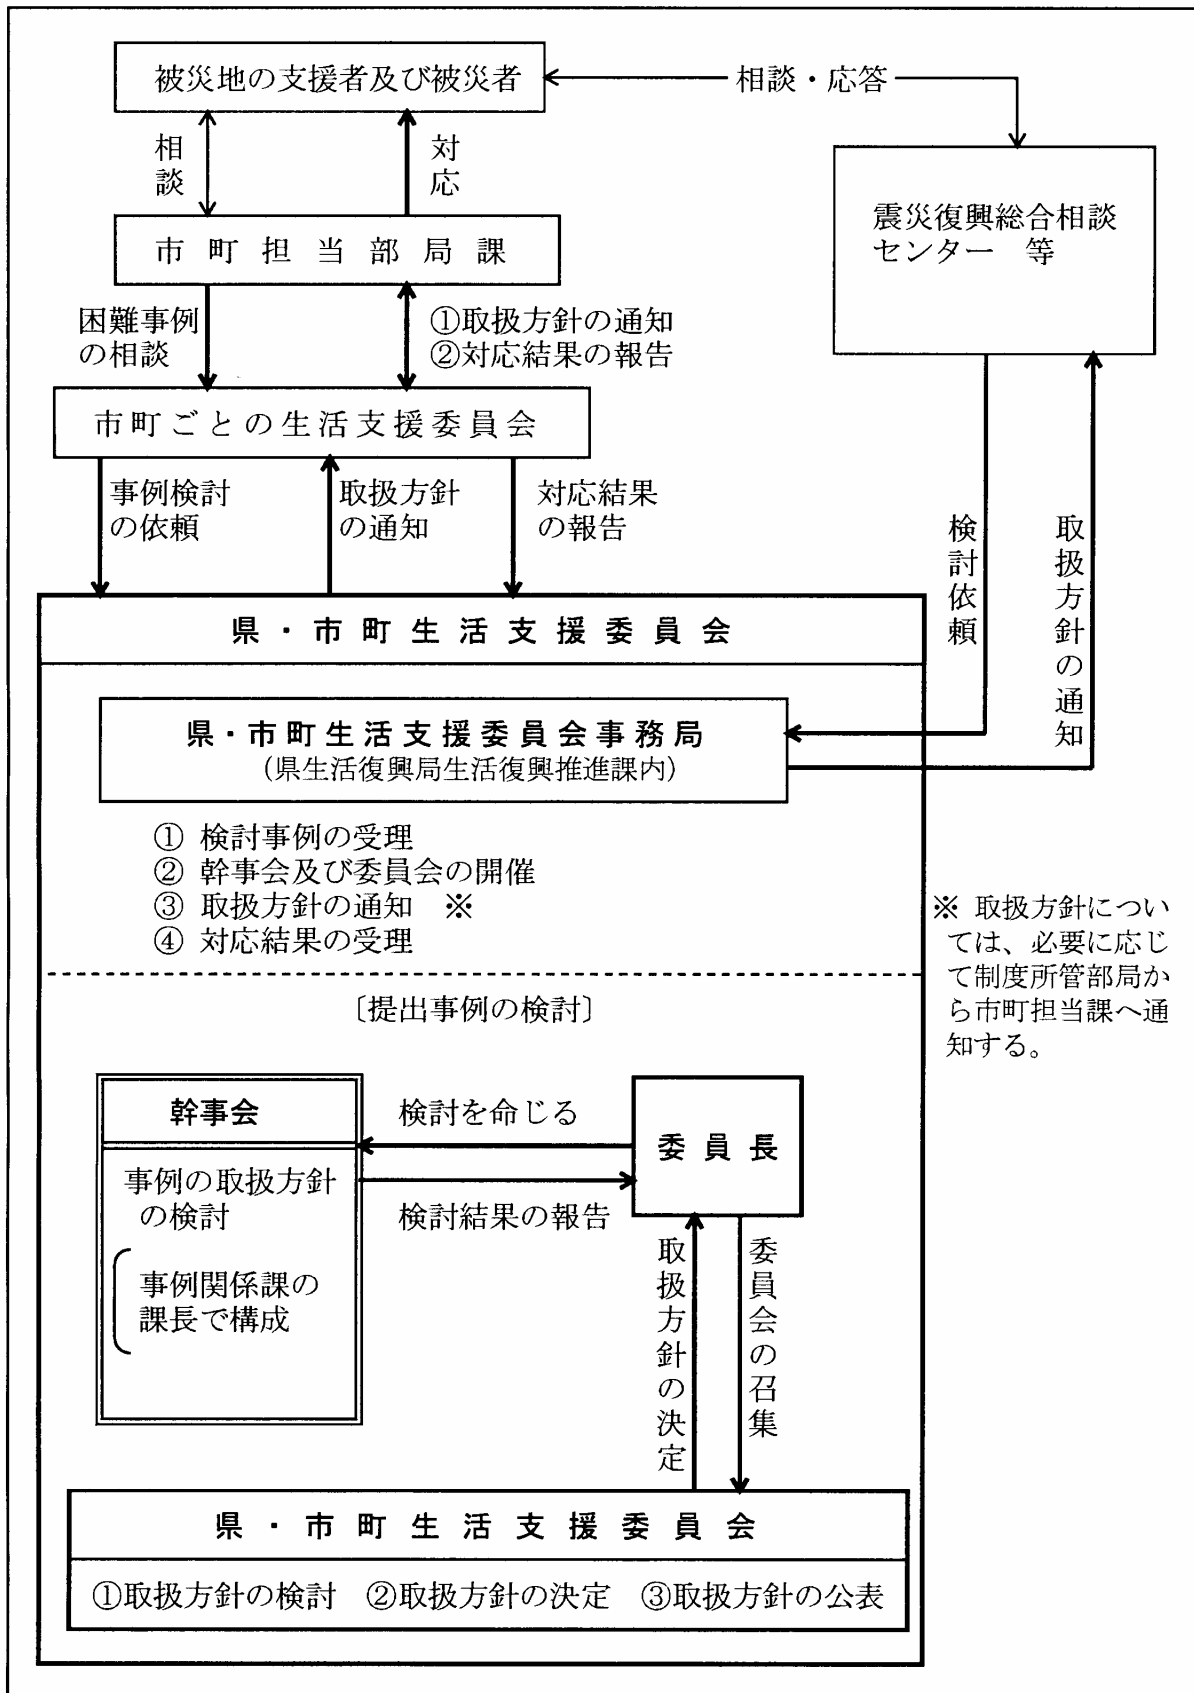 被災地の支援者及び被災者
相談・応答
相談
対応
震災復興総合相談
センター　等
市町担当部局課
困難事例
の相談
①取扱方針の通知
②対応結果の報告
市町ごとの生活支援委員会
事例検討
の依頼
取扱方針
の通知
対応結果
の報告
検討依頼
取扱方針の通知
県・市町生活支援委員会
県・市町生活支援委員会事務局
（県生活復興局生活復興推進課内）
① 検討事例の受理
② 幹事会及び委員会の開催
③ 取扱方針の通知　※
④ 対応結果の受理
※ 取扱方針につい
ては、必要に応じ
て制度所管部局か
ら市町担当課へ通
知する。
〔提出事例の検討〕
幹事会
検討を命じる
委員長
事例の取扱方針
の検討
検討結果の報告
事例関係課の
課長で構成
取扱方針の決定
委員会の召集
県・市町生活支援委員会
①取扱方針の検討　②取扱方針の決定　③取扱方針の公表